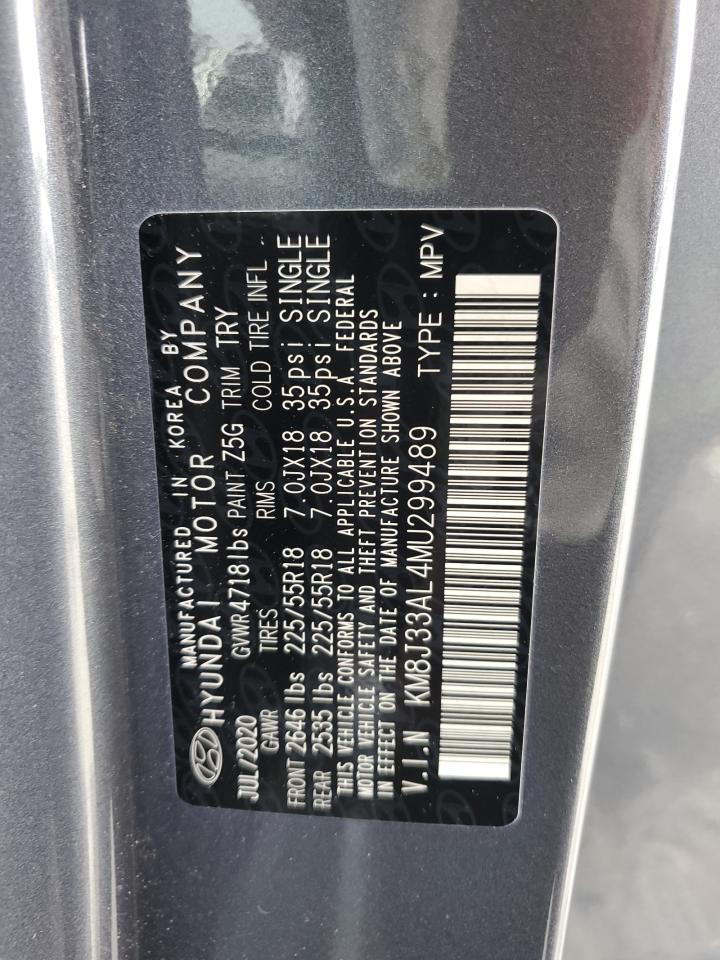 MANUFACTURED IN KOREA BY
HYUNDAI MOTOR COMPANY
JUL/2020 GVWR 4718 lbs PAINT Z5G TRIM TRY
GAWR TIRES RIMS COLD TIRE INFL.
FRONT 2646 lbs 225/55R18 7.0JX18 35psi SINGLE
REAR 2535 lbs 225/55R18 7.0JX18 35psi SINGLE
THIS VEHICLE CONFORMS TO ALL APPLICABLE U.S.A. FEDERAL
MOTOR VEHICLE SAFETY AND THEFT PREVENTION STANDARDS
IN EFFECT ON THE DATE OF MANUFACTURE SHOWN ABOVE
V.I.N KM8J33AL4MU299489 TYPE : MPV